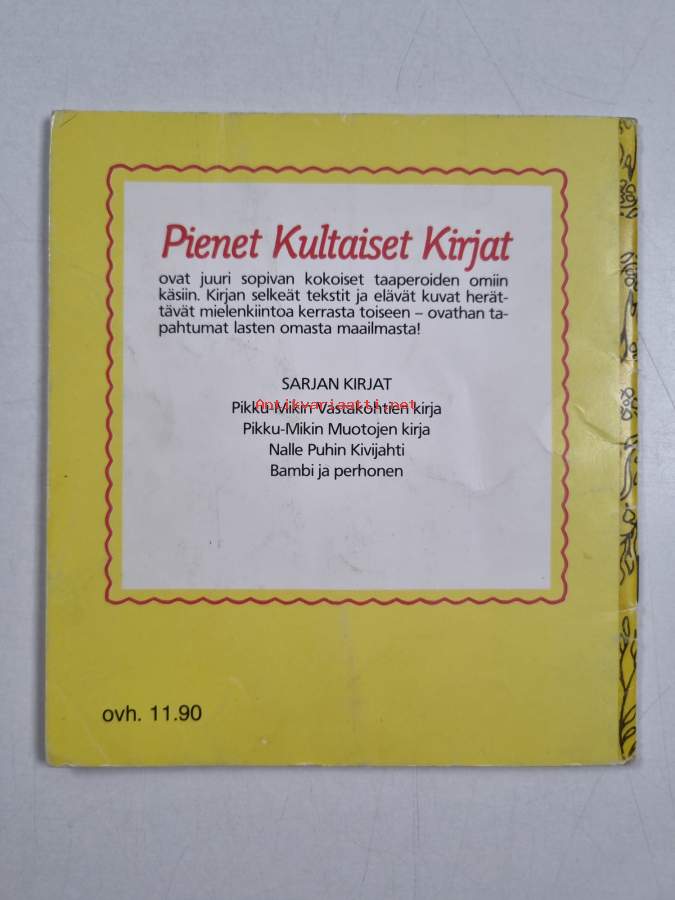 Pienet Kultaiset Kirjat
ovat juuri sopivan kokoiset taaperoiden omiin
käsiin. Kirjan selkeät tekstit ja elävät kuvat herät-
tävät mielenkiintoa kerrasta toiseen – ovathan ta-
pahtumat lasten omasta maailmasta!
SARJAN KIRJAT
Antikvariaatti.net
Pikku-Mikin Vastakohtien kirja
Pikku-Mikin Muotojen kirja
Nalle Puhin Kivijahti
Bambi ja perhonen
ovh. 11.90